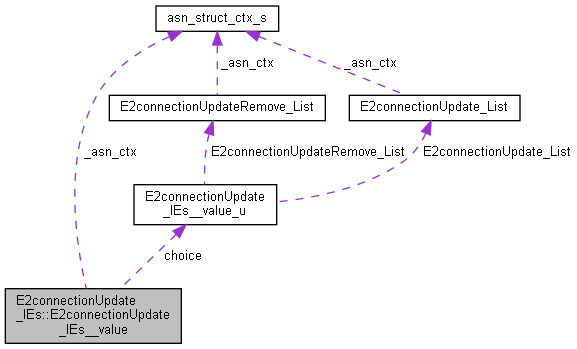 asn_struct_ctx_s
_asn_ctx
_asn_ctx
E2connectionUpdateRemove_List
E2connectionUpdate_List
_asn_ctx
E2connectionUpdateRemove_List
E2connectionUpdate_List
E2connectionUpdate
_IEs__value_u
choice
E2connectionUpdate
_IEs::E2connectionUpdate
_IEs__value